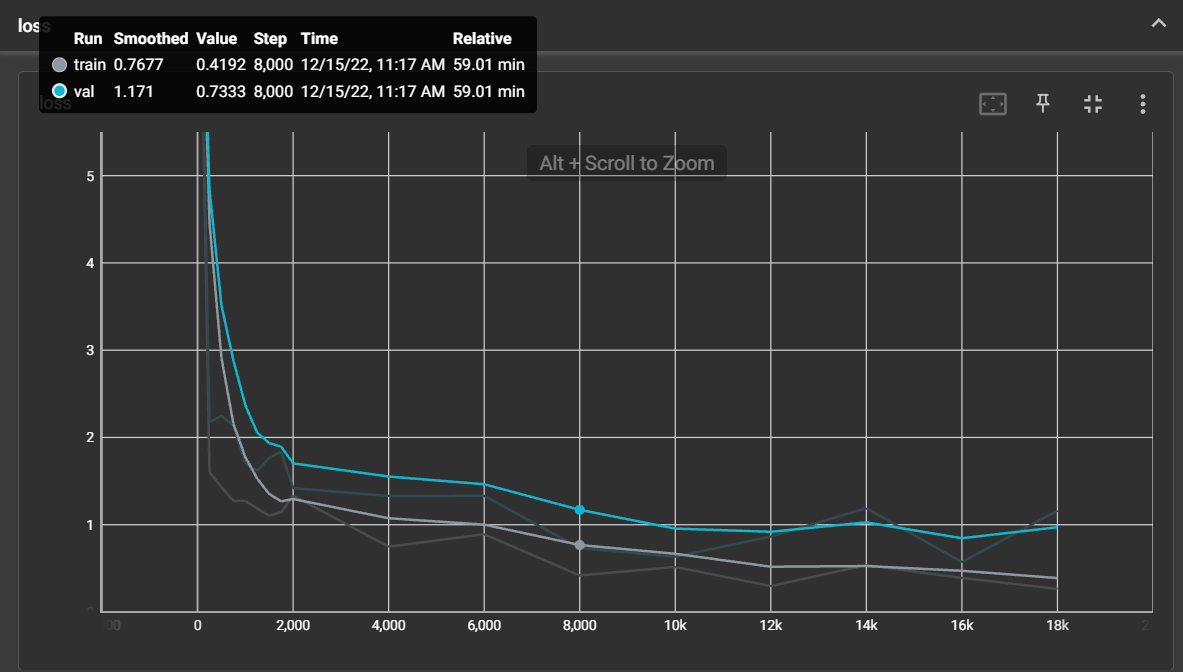 loss
Run Smoothed Value Step Time Relative
train 0.7677 0.4192 8,000 12/15/22, 11:17 AM 59.01 min
val 1.171 0.7333 8,000 12/15/22, 11:17 AM 59.01 min
loss
Alt + Scroll to Zoom
5
4
3
2
1
0 2,000 4,000 6,000 8,000 10k 12k 14k 16k 18k